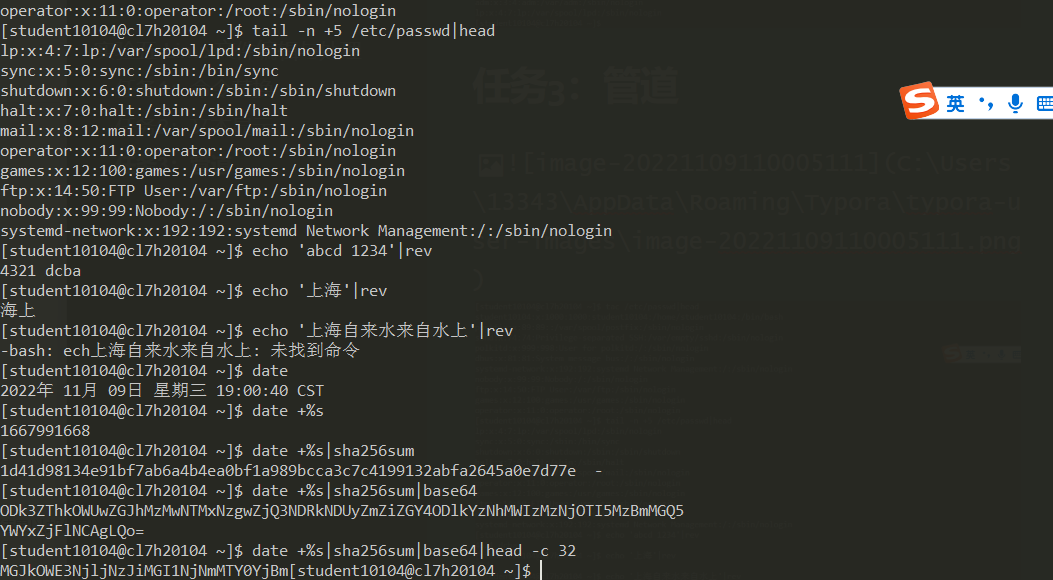 operator:x:11:0:operator:/root:/sbin/nologin
[student10104@cl7h20104 ~]$ tail -n +5 /etc/passwd|head
lp:x:4:7:lp:/var/spool/lpd:/sbin/nologin
sync:x:5:0:sync:/sbin:/bin/sync
shutdown:x:6:0:shutdown:/sbin:/sbin/shutdown
halt:x:7:0:halt:/sbin:/sbin/halt
mail:x:8:12:mail:/var/spool/mail:/sbin/nologin
operator:x:11:0:operator:/root:/sbin/nologin
games:x:12:100:games:/usr/games:/sbin/nologin
ftp:x:14:50:FTP User:/var/ftp:/sbin/nologin
nobody:x:99:99:Nobody:/:/sbin/nologin
systemd-network:x:192:192:systemd Network Management:/:/sbin/nologin
[student10104@cl7h20104 ~]$ echo 'abcd 1234'|rev
4321 dcba
[student10104@cl7h20104 ~]$ echo '上海'|rev
海上
[student10104@cl7h20104 ~]$ echo '上海自来水来自水上'|rev
-bash: ech上海自来水来自水上: 未找到命令
[student10104@cl7h20104 ~]$ date
2022年 11月 09日 星期三 19:00:40 CST
[student10104@cl7h20104 ~]$ date +%s
1667991668
[student10104@cl7h20104 ~]$ date +%s|sha256sum
1d41d98134e91bf7ab6a4b4ea0bf1a989bcca3c7c4199132abfa2645a0e7d77e  -
[student10104@cl7h20104 ~]$ date +%s|sha256sum|base64
ODk3ZThkOWUwZGJhMzMwNTMxNzgwZjQ3NDRkNDUyZmZiZGY4ODlkYzNhMWIzMzNjOTI5MzBmMGQ5
YWYxZjFlNCAgLQo=
[student10104@cl7h20104 ~]$ date +%s|sha256sum|base64|head -c 32
MGJkOWE3NjljNzJiMGI1NjNmMTY0YjBm[student10104@cl7h20104 ~]$
任务3：管道
![image-20221109110005111](C:\Users
\13343\AppData\Roaming\Typora\typora-u
ser-images\image-20221109110005111.png
)
英